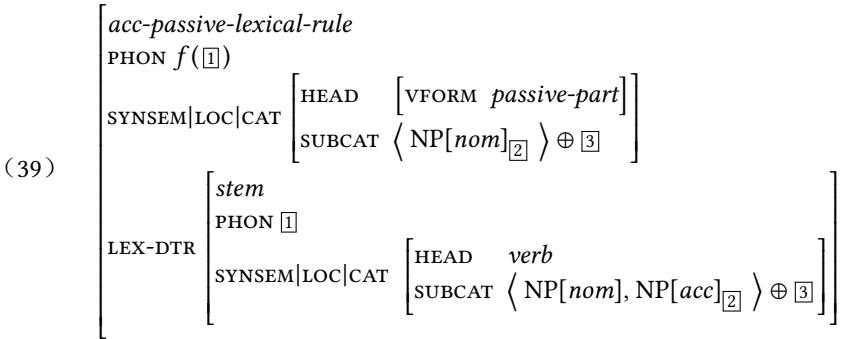 acc-passive-lexical-rule
PHON f(1)
SYNSEM|LOC|CAT [HEAD [VFORM passive-part]
SUBCAT ⟨ NP[nom]2 ⟩ ⊕ 3]
(39)
LEX-DTR [stem
PHON 1
SYNSEM|LOC|CAT [HEAD verb
SUBCAT ⟨ NP[nom], NP[acc]2 ⟩ ⊕ 3]]